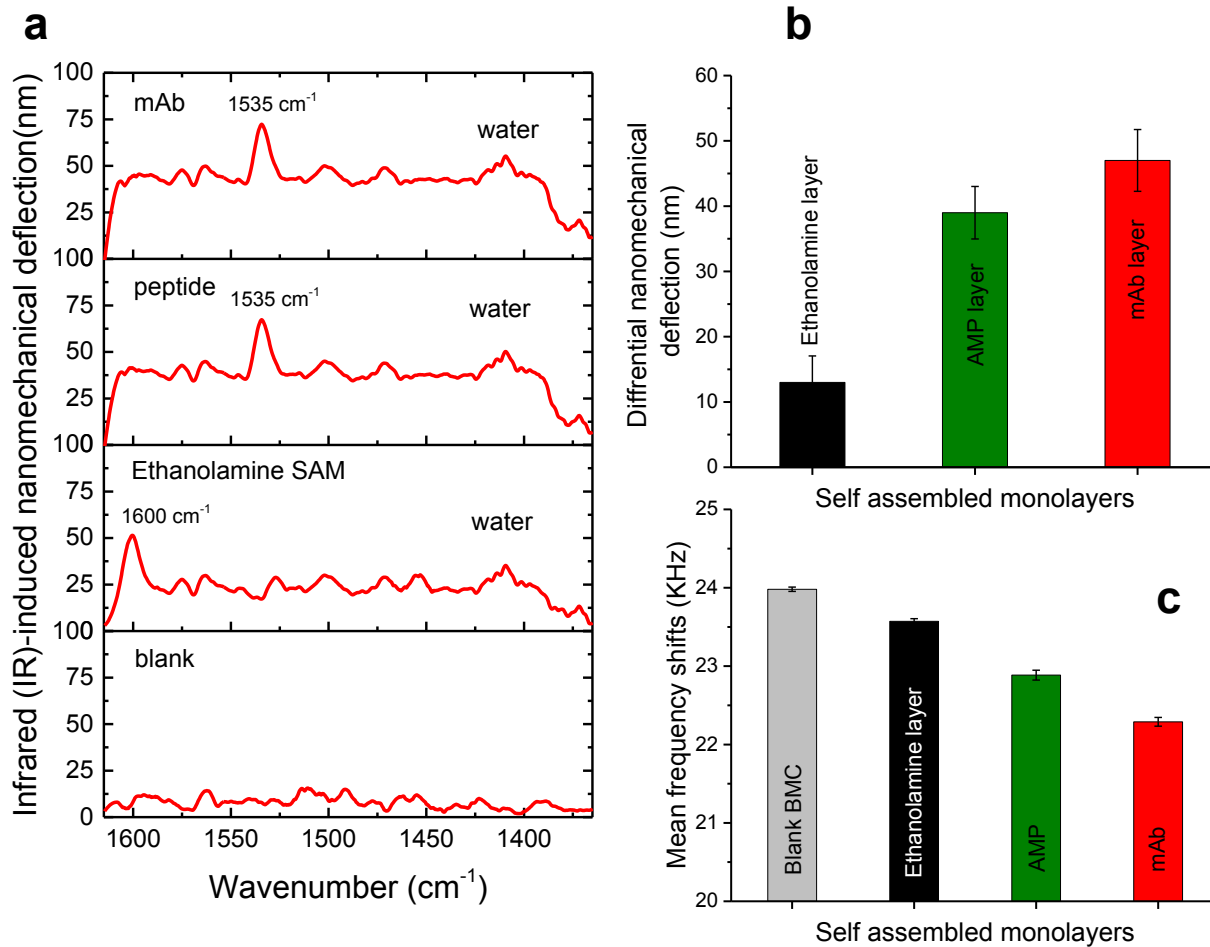 a
Infrared (IR)-induced nanomechanical deflection(nm)
100
75
50
25
mAb
1535 cm-1
water
100
75
50
25
peptide
1535 cm-1
water
100
75
50
25
Ethanolamine SAM
1600 cm-1
water
100
75
50
25
0
blank
1600
1550
1500
1450
1400
Wavenumber (cm-1)
b
Diffrential nanomechanical
deflection (nm)
60
50
40
30
20
10
0
Ethanolamine layer
AMP layer
mAb layer
Self assembled monolayers
c
Mean frequency shifts (KHz)
25
24
23
22
21
20
Blank BMC
Ethanolamine layer
AMP
mAb
Self assembled monolayers